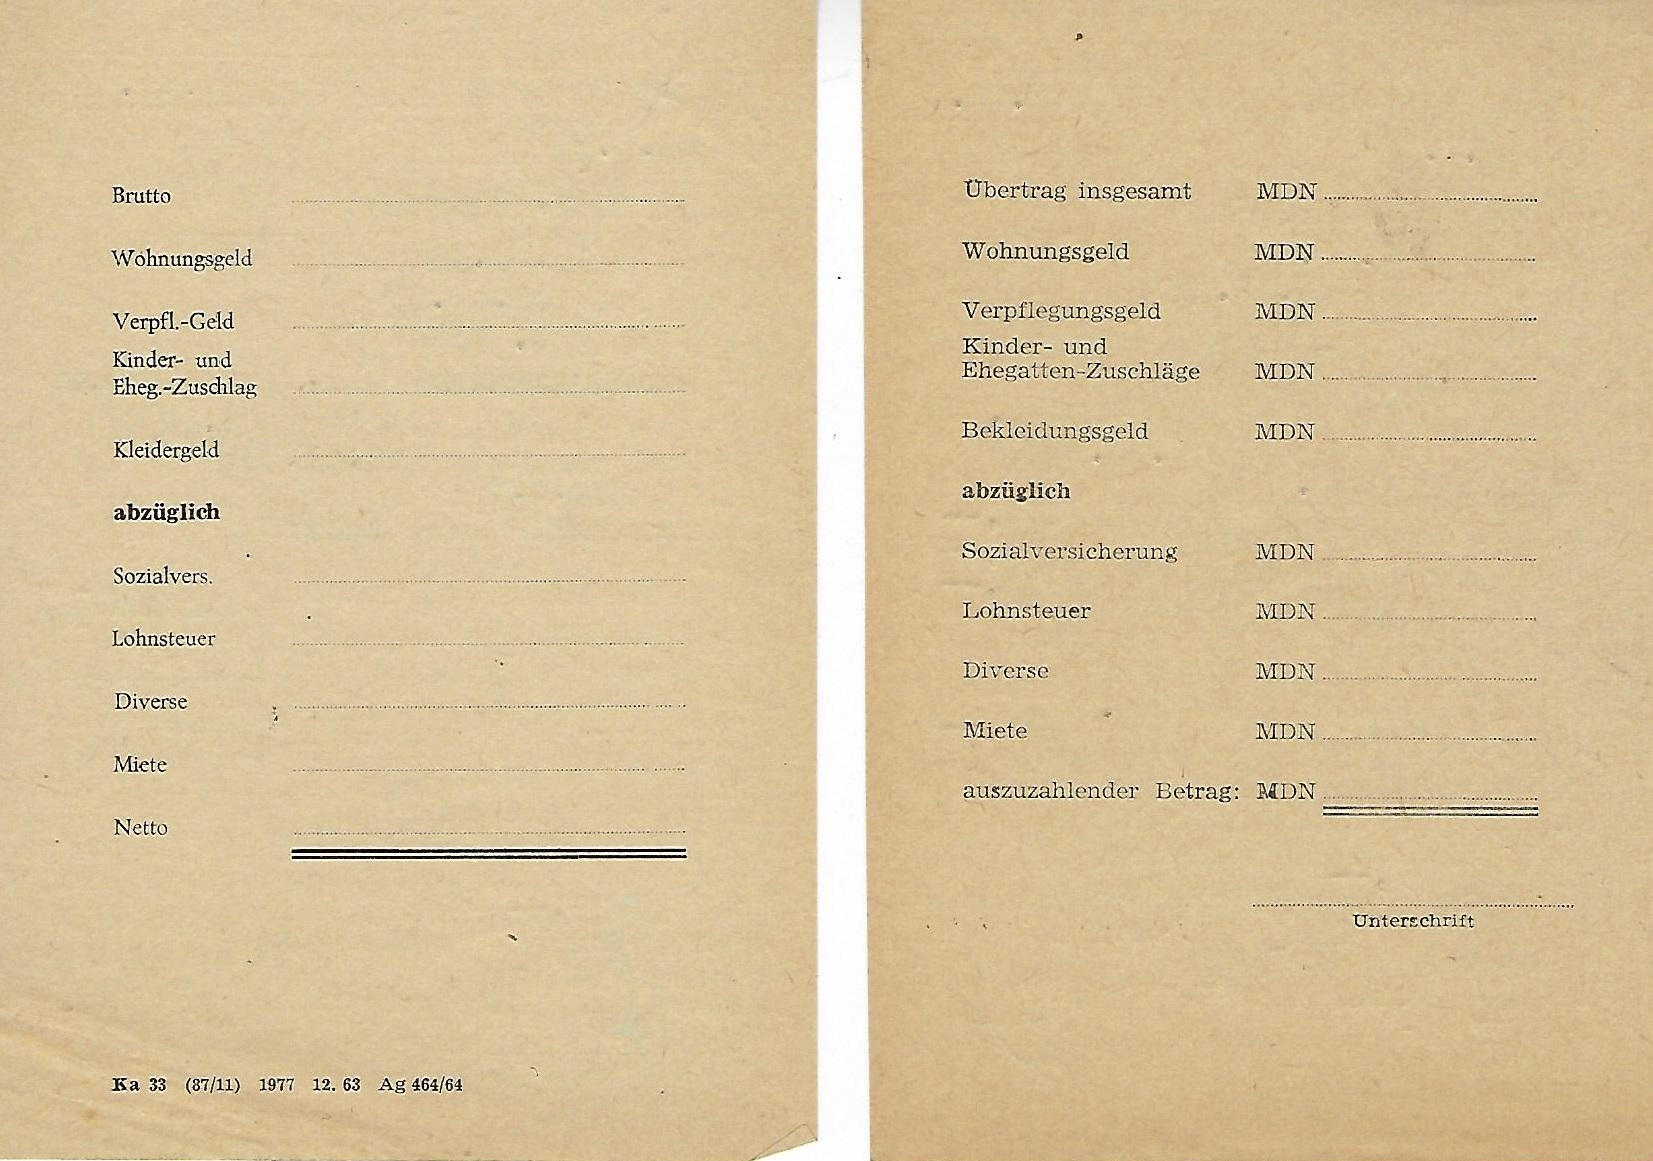 Brutto
Wohnungsgeld
Verpfl.-Geld
Kinder- und
Eheg.-Zuschlag
Kleidergeld
abzüglich
Sozialvers.
Lohnsteuer
Diverse
Miete
Netto
Ka 33 (87/11) 1977 12. 63 Ag 464/64
Übertrag insgesamt MDN
Wohnungsgeld MDN
Verpflegungsgeld MDN
Kinder- und
Ehegatten-Zuschläge MDN
Bekleidungsgeld MDN
abzüglich
Sozialversicherung MDN
Lohnsteuer MDN
Diverse MDN
Miete MDN
auszuzahlender Betrag: MDN
Unterschrift